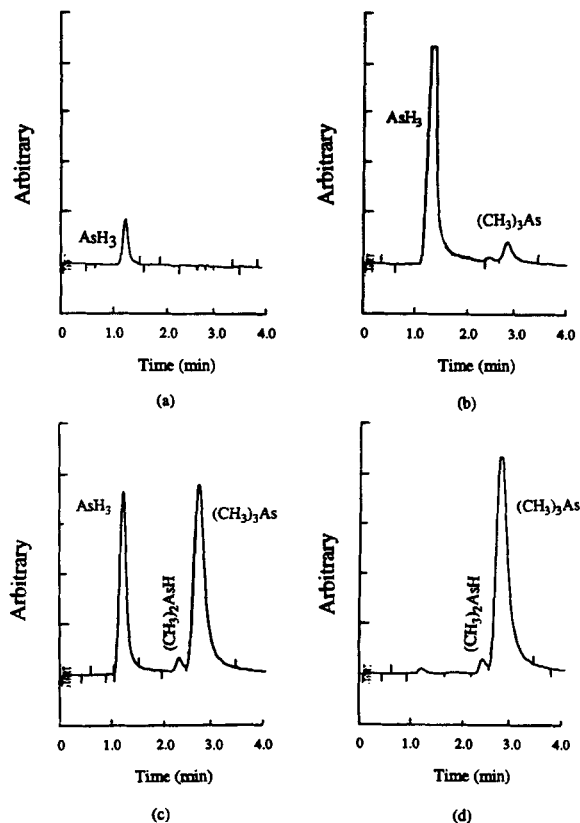 Arbitrary
AsH3
0 1.0 2.0 3.0 4.0
Time (min)
(a)
Arbitrary
AsH3
(CH3)3As
0 1.0 2.0 3.0 4.0
Time (min)
(b)
Arbitrary
AsH3
(CH3)2AsH
(CH3)3As
0 1.0 2.0 3.0 4.0
Time (min)
(c)
Arbitrary
(CH3)2AsH
(CH3)3As
0 1.0 2.0 3.0 4.0
Time (min)
(d)